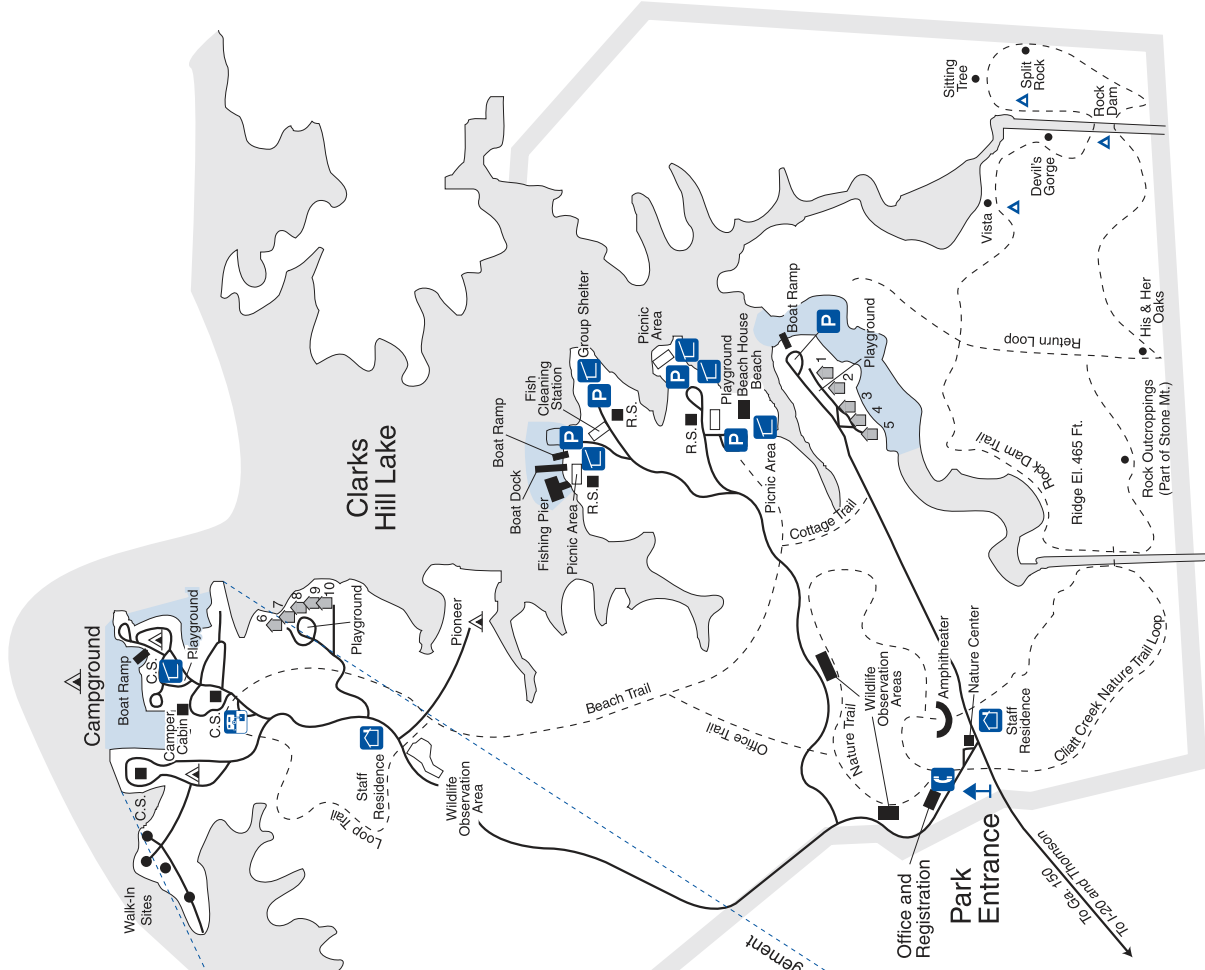 Clarks
Hill Lake
Campground
Boat Ramp
C.S.
Playground
Camper
Cabin
C.S.
C.S.
Walk-In
Sites
6
7
8
9
10
Playground
Pioneer
Loop Trail
Staff
Residence
Wildlife
Observation
Area
Beach Trail
Office Trail
Boat Ramp
Boat Dock
Fishing Pier
Picnic Area
R.S.
Fish
Cleaning
Station
Group Shelter
P
P
R.S.
Picnic
Area
P
R.S.
Playground
Beach House
Beach
P
Picnic Area
Boat Ramp
P
Playground
1
2
3
4
5
Cottage Trail
Nature Trail
Wildlife
Observation
Areas
Amphitheater
Nature Center
Staff
Residence
Cliatt Creek Nature Trail Loop
Office and
Registration
Park
Entrance
To Ga. 150
To I-20 and Thomson
gement
Sitting
Tree
Split
Rock
Rock
Dam
Devil's
Gorge
Vista
His & Her
Oaks
Return Loop
Rock Dam Trail
Ridge El. 465 Ft.
Rock Outcroppings
(Part of Stone Mt.)